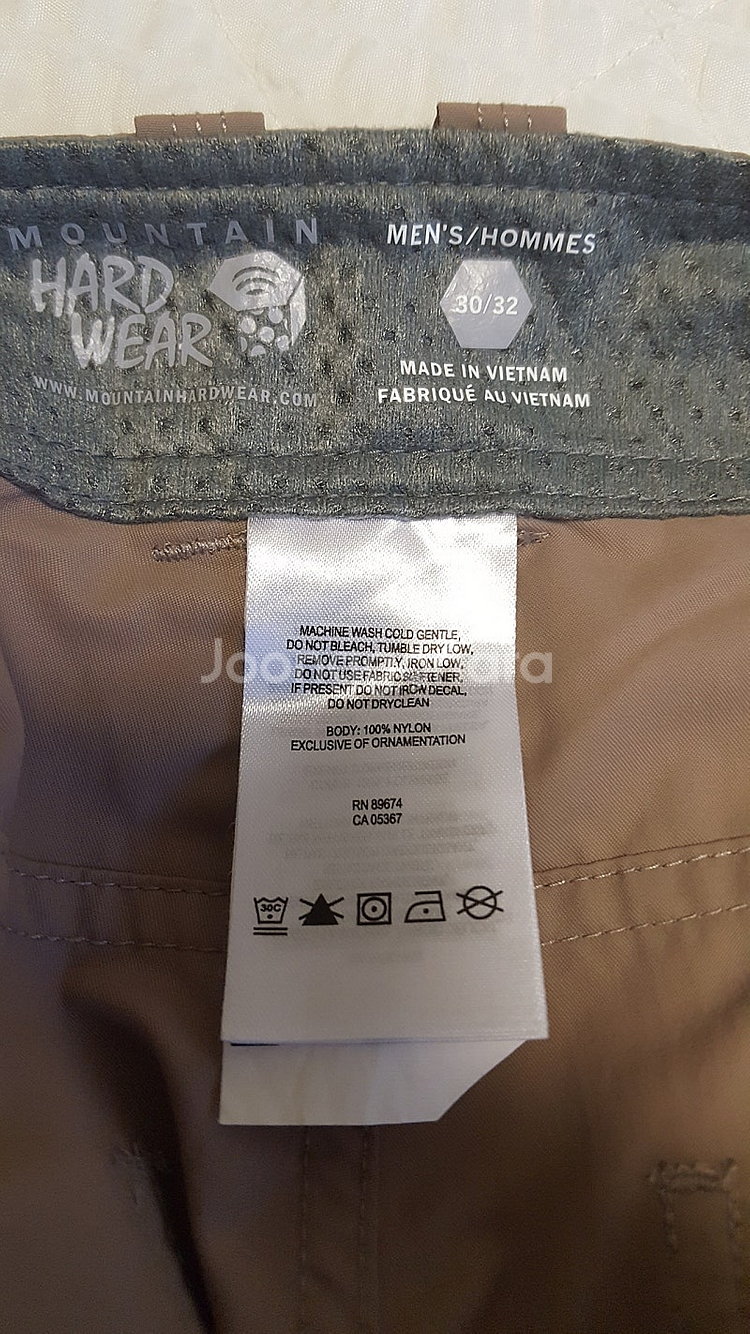 MOUNTAIN
HARD
WEAR
WWW.MOUNTAINHARDWEAR.COM
MEN'S/HOMMES
30/32
MADE IN VIETNAM
FABRIQUÉ AU VIETNAM
MACHINE WASH COLD GENTLE,
DO NOT BLEACH, TUMBLE DRY LOW,
REMOVE PROMPTLY, IRON LOW,
DO NOT USE FABRIC SOFTENER,
IF PRESENT DO NOT IRON DECAL,
DO NOT DRYCLEAN
BODY: 100% NYLON
EXCLUSIVE OF ORNAMENTATION
RN 89674
CA 05367
30C